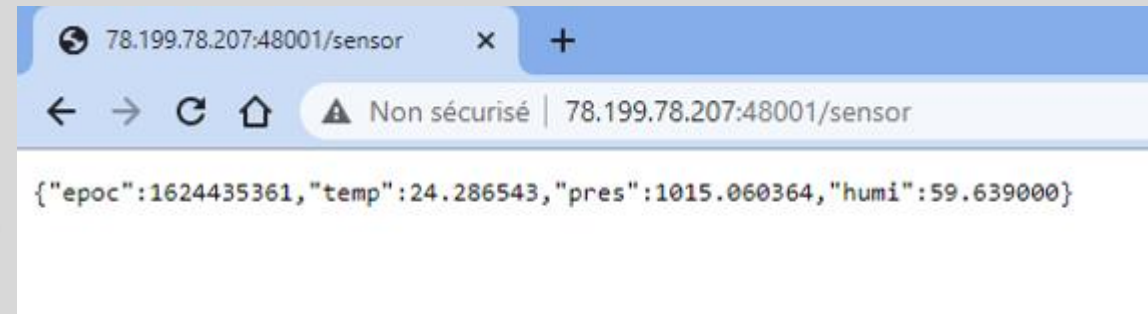 78.199.78.207:48001/sensor
Non sécurisé | 78.199.78.207:48001/sensor
{"epoc":1624435361,"temp":24.286543,"pres":1015.060364,"humi":59.639000}